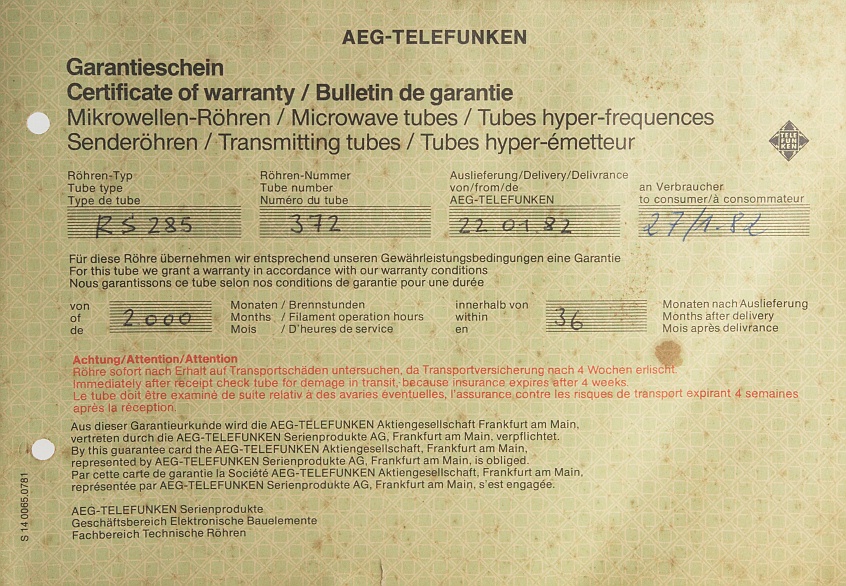 AEG-TELEFUNKEN
Garantieschein
Certificate of warranty / Bulletin de garantie
Mikrowellen-Röhren / Microwave tubes / Tubes hyper-frequences
Senderöhren / Transmitting tubes / Tubes hyper-émetteur
TELE
FUN
KEN
Röhren-Typ
Tube type
Type de tube
RS 285
Röhren-Nummer
Tube number
Numéro du tube
372
Auslieferung/Delivery/Delivrance
von/from/de
AEG-TELEFUNKEN
22.01.82
an Verbraucher
to consumer/à consommateur
27/1.82
Für diese Röhre übernehmen wir entsprechend unseren Gewährleistungsbedingungen eine Garantie
For this tube we grant a warranty in accordance with our warranty conditions
Nous garantissons ce tube selon nos conditions de garantie pour une durée
von
of
de
2000
Monaten / Brennstunden
Months / Filament operation hours
Mois / D'heures de service
innerhalb von
within
en
36
Monaten nach Auslieferung
Months after delivery
Mois après delivrance
Achtung/Attention/Attention
Röhre sofort nach Erhalt auf Transportschäden untersuchen, da Transportversicherung nach 4 Wochen erlischt.
Immediately after receipt check tube for demage in transit, because insurance expires after 4 weeks.
Le tube doit être examiné de suite relativ à des avaries éventuelles, l'assurance contre les risques de transport expirant 4 semaines
après la réception.
Aus dieser Garantieurkunde wird die AEG-TELEFUNKEN Aktiengesellschaft Frankfurt am Main,
vertreten durch die AEG-TELEFUNKEN Serienprodukte AG, Frankfurt am Main, verpflichtet.
By this guarantee card the AEG-TELEFUNKEN Aktiengesellschaft, Frankfurt am Main,
represented by AEG-TELEFUNKEN Serienprodukte AG, Frankfurt am Main, is obliged.
Par cette carte de garantie la Société AEG-TELEFUNKEN Aktiengesellschaft, Frankfurt am Main,
représentée par AEG-TELEFUNKEN Serienprodukte AG, Frankfurt am Main, s'est engagée.
AEG-TELEFUNKEN Serienprodukte
Geschäftsbereich Elektronische Bauelemente
Fachbereich Technische Röhren
S 14 0065.0781